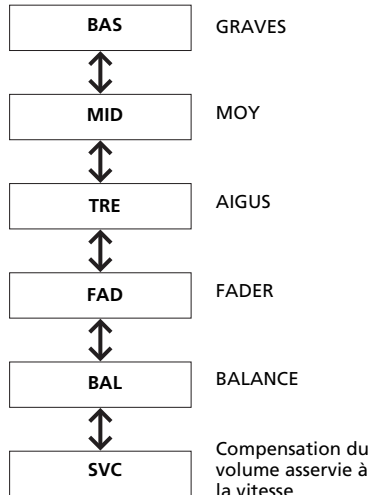 BAS GRAVES
MID MOY
TRE AIGUS
FAD FADER
BAL BALANCE
SVC Compensation du
volume asservie à
la vitesse